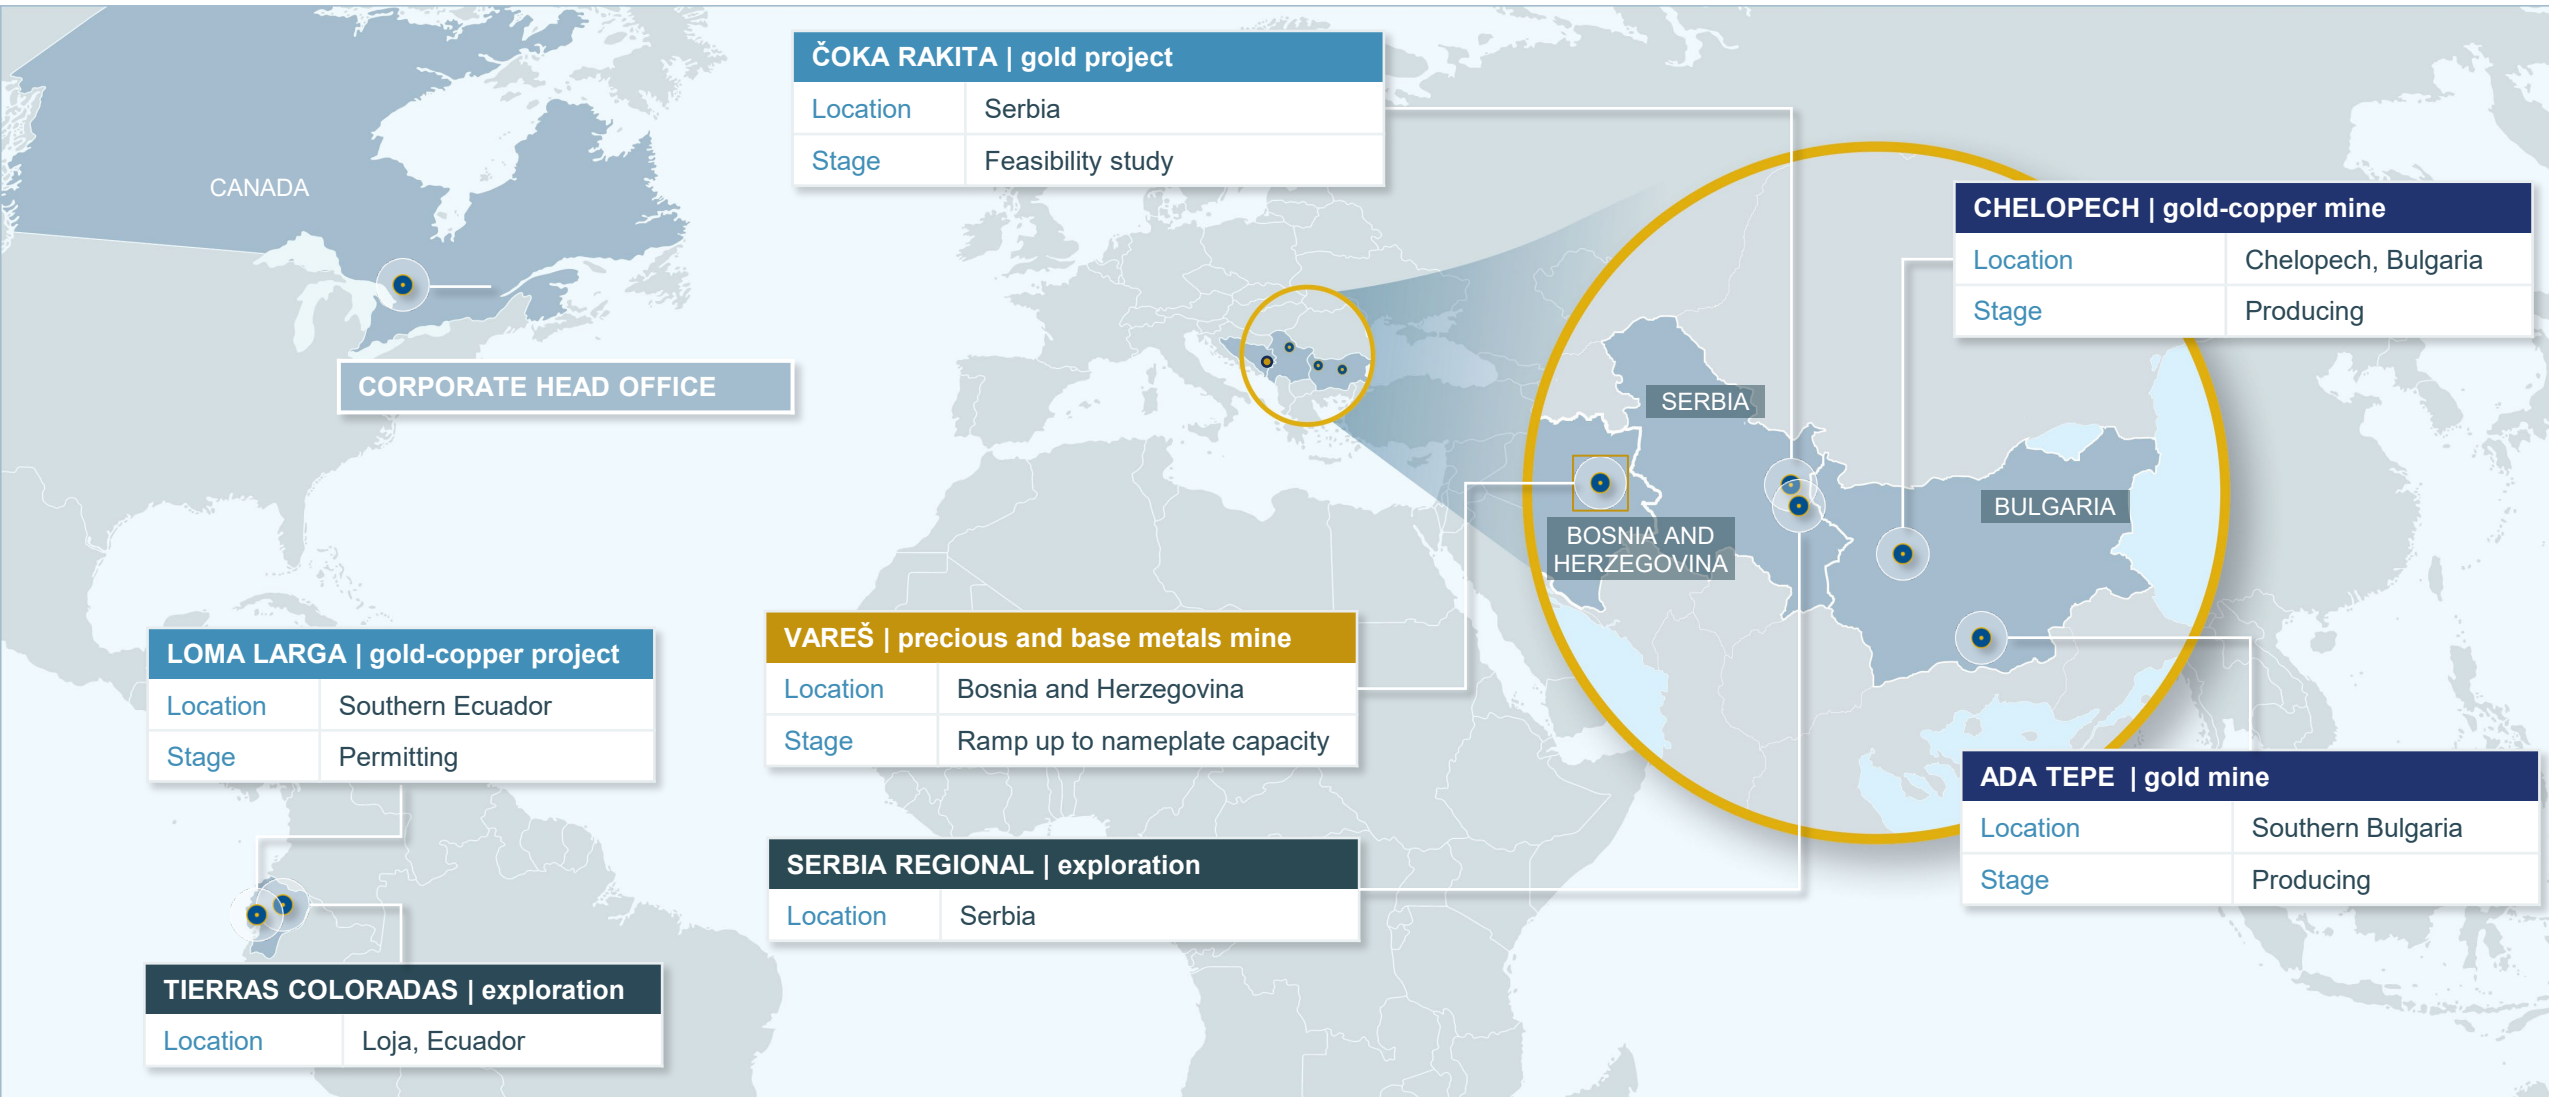 ČOKA RAKITA | gold project
Location Serbia
Stage Feasibility study
CANADA
CHELOPECH | gold-copper mine
Location Chelopech, Bulgaria
Stage Producing
CORPORATE HEAD OFFICE
SERBIA
BULGARIA
BOSNIA AND
HERZEGOVINA
LOMA LARGA | gold-copper project
Location Southern Ecuador
Stage Permitting
VAREŠ | precious and base metals mine
Location Bosnia and Herzegovina
Stage Ramp up to nameplate capacity
ADA TEPE | gold mine
Location Southern Bulgaria
Stage Producing
SERBIA REGIONAL | exploration
Location Serbia
TIERRAS COLORADAS | exploration
Location Loja, Ecuador